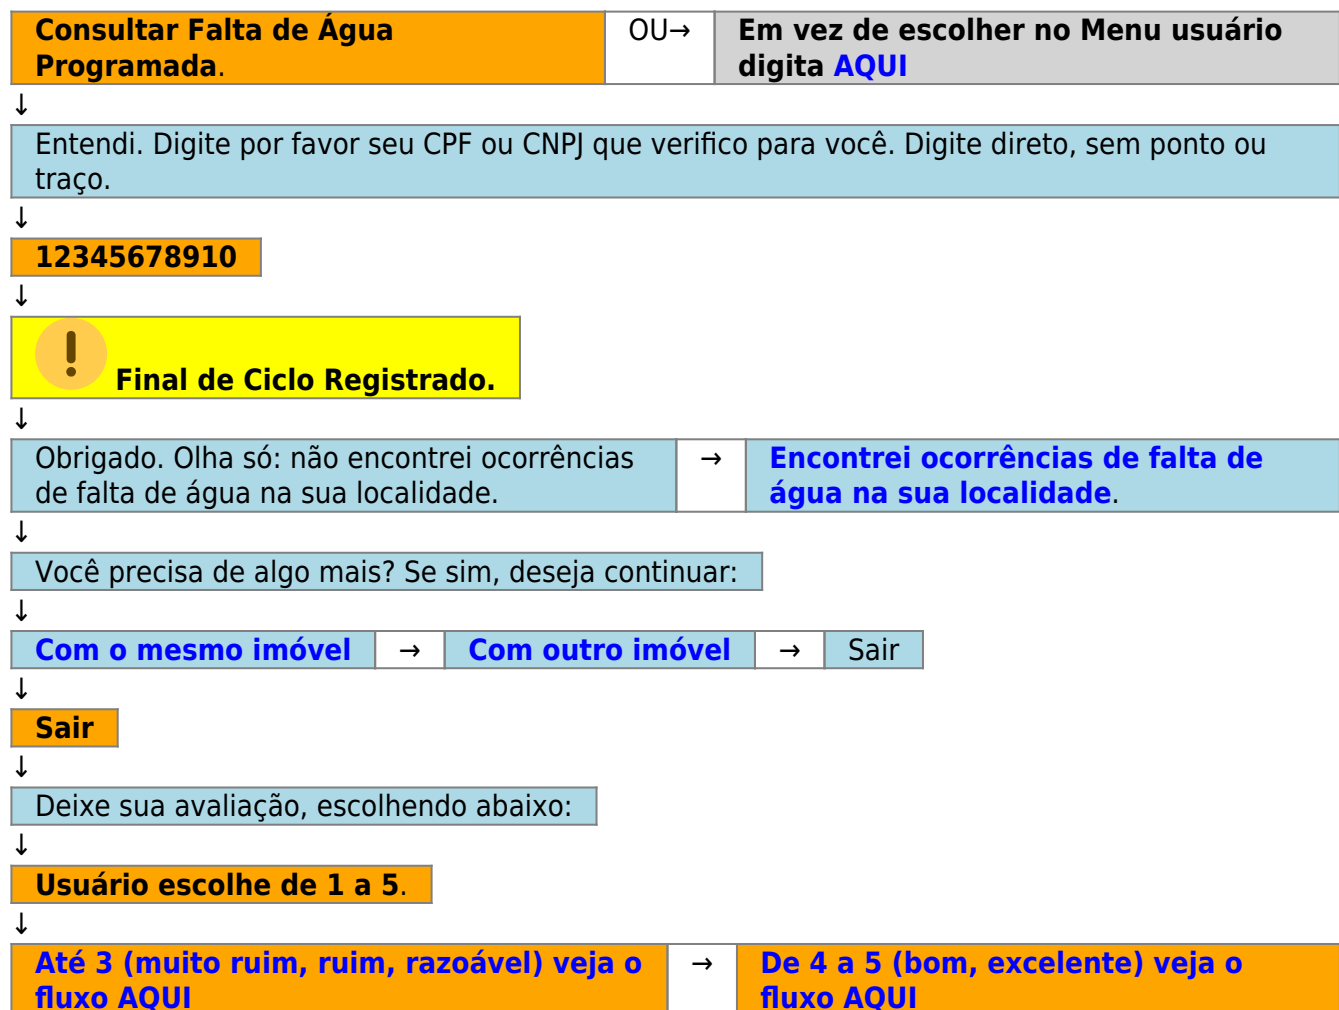 Consultar Falta de Água Programada. OU→ Em vez de escolher no Menu usuário digita AQUI
↓
Entendi. Digite por favor seu CPF ou CNPJ que verifico para você. Digite direto, sem ponto ou
traço.
↓
12345678910
↓
Final de Ciclo Registrado.
↓
Obrigado. Olha só: não encontrei ocorrências
de falta de água na sua localidade.
→
Encontrei ocorrências de falta de
água na sua localidade.
↓
Você precisa de algo mais? Se sim, deseja continuar:
↓
Com o mesmo imóvel → Com outro imóvel → Sair
↓
Sair
↓
Deixe sua avaliação, escolhendo abaixo:
↓
Usuário escolhe de 1 a 5.
↓
Até 3 (muito ruim, ruim, razoável) veja o
fluxo AQUI
→
De 4 a 5 (bom, excelente) veja o
fluxo AQUI